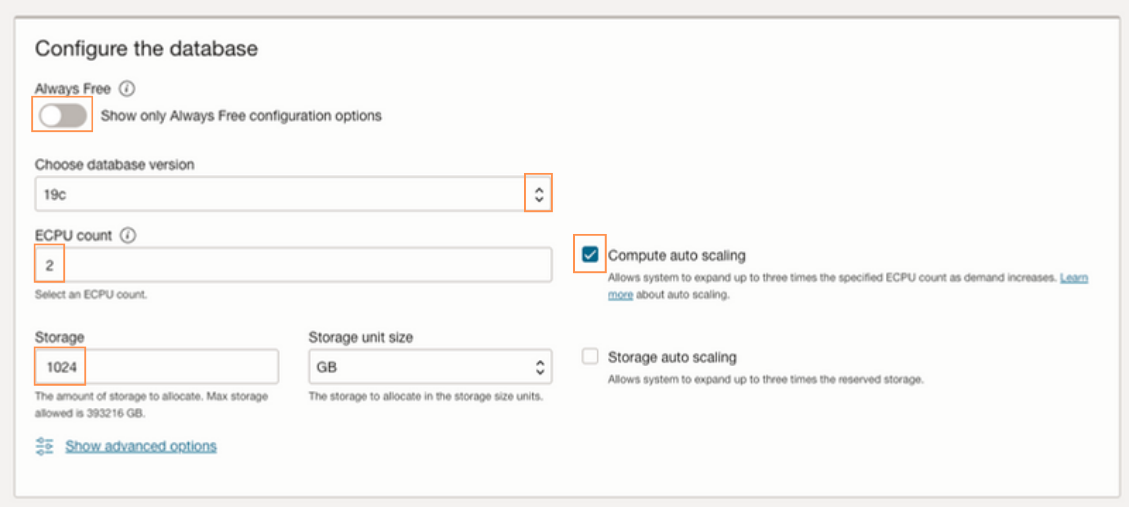 Configure the database
Always Free
Show only Always Free configuration options
Choose database version
19c
ECPU count
2
Select an ECPU count.
Compute auto scaling
Allows system to expand up to three times the specified ECPU count as demand increases. Learn
more about auto scaling.
Storage
1024
The amount of storage to allocate. Max storage
allowed is 393216 GB.
Storage unit size
GB
The storage to allocate in the storage size units.
Storage auto scaling
Allows system to expand up to three times the reserved storage.
Show advanced options